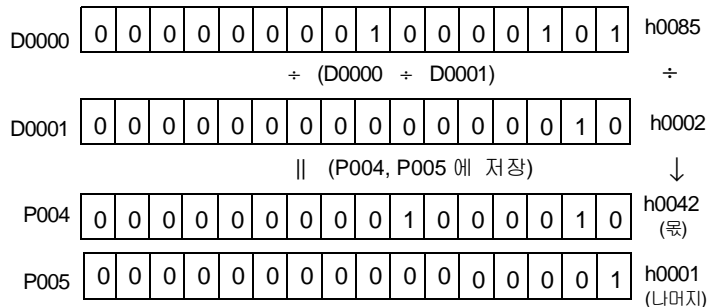 D0000 0 0 0 0 0 0 0 0 1 0 0 0 0 1 0 1 h0085
÷ (D0000 ÷ D0001) ÷
D0001 0 0 0 0 0 0 0 0 0 0 0 0 0 0 1 0 h0002
|| (P004, P005 에 저장) ↓
P004 0 0 0 0 0 0 0 0 0 1 0 0 0 0 1 0 h0042
(몫)
P005 0 0 0 0 0 0 0 0 0 0 0 0 0 0 0 1 h0001
(나머지)